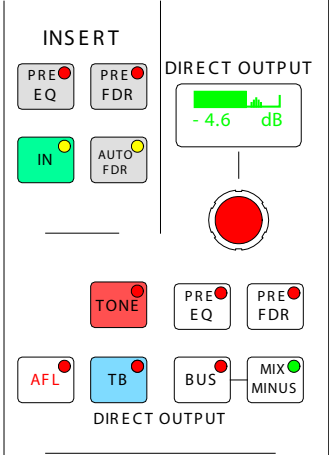 INSERT
PRE
EQ
PRE
FDR
IN
AUTO
FDR
DIRECT OUTPUT
- 4.6 dB
TONE
PRE
EQ
PRE
FDR
AFL
TB
BUS
MIX
MINUS
DIRECT OUTPUT